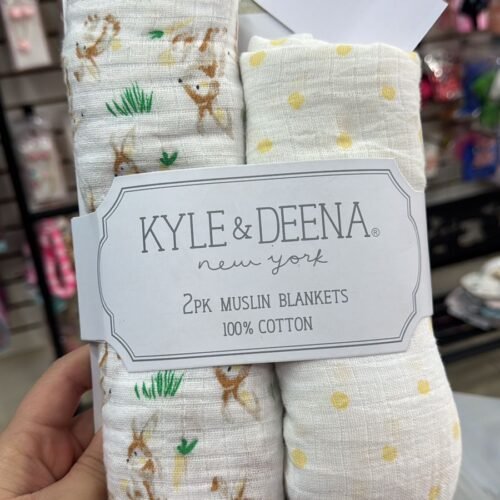 KYLE & DEENA®
new york
2PK MUSLIN BLANKETS
100% COTTON